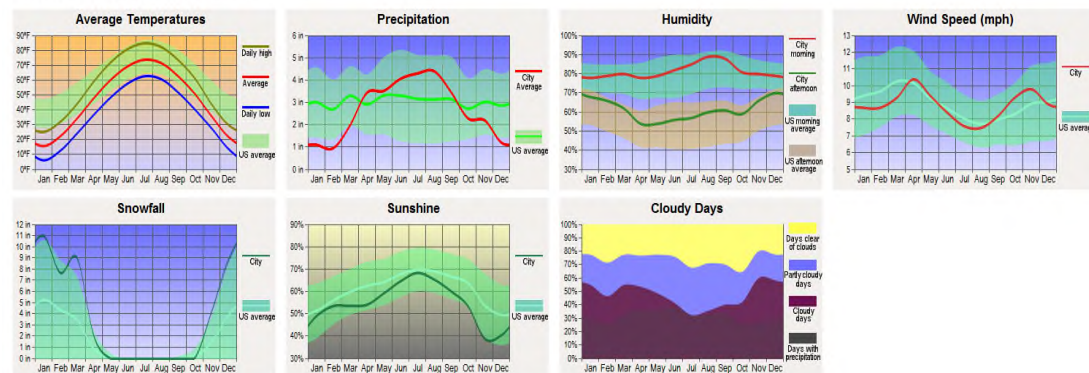 Average Temperatures
90°F
80°F
70°F
60°F
50°F
40°F
30°F
20°F
10°F
0°F
Jan Feb Mar Apr May Jun Jul Aug Sep Oct Nov Dec
Daily high
Average
Daily low
US average
Precipitation
6 in
5 in
4 in
3 in
2 in
1 in
0 in
Jan Feb Mar Apr May Jun Jul Aug Sep Oct Nov Dec
City
Average
US average
Humidity
100%
90%
80%
70%
60%
50%
40%
30%
Jan Feb Mar Apr May Jun Jul Aug Sep Oct Nov Dec
City
morning
City
afternoon
US morning
average
US afternoon
average
Wind Speed (mph)
13
12
11
10
9
8
7
6
5
Jan Feb Mar Apr May Jun Jul Aug Sep Oct Nov Dec
City
US average
Snowfall
12 in
11 in
10 in
9 in
8 in
7 in
6 in
5 in
4 in
3 in
2 in
1 in
0 in
Jan Feb Mar Apr May Jun Jul Aug Sep Oct Nov Dec
City
US average
Sunshine
90%
80%
70%
60%
50%
40%
30%
Jan Feb Mar Apr May Jun Jul Aug Sep Oct Nov Dec
City
US average
Cloudy Days
100%
90%
80%
70%
60%
50%
40%
30%
20%
10%
0%
Jan Feb Mar Apr May Jun Jul Aug Sep Oct Nov Dec
Days clear
of clouds
Partly cloudy
days
Cloudy
days
Days with
precipitation